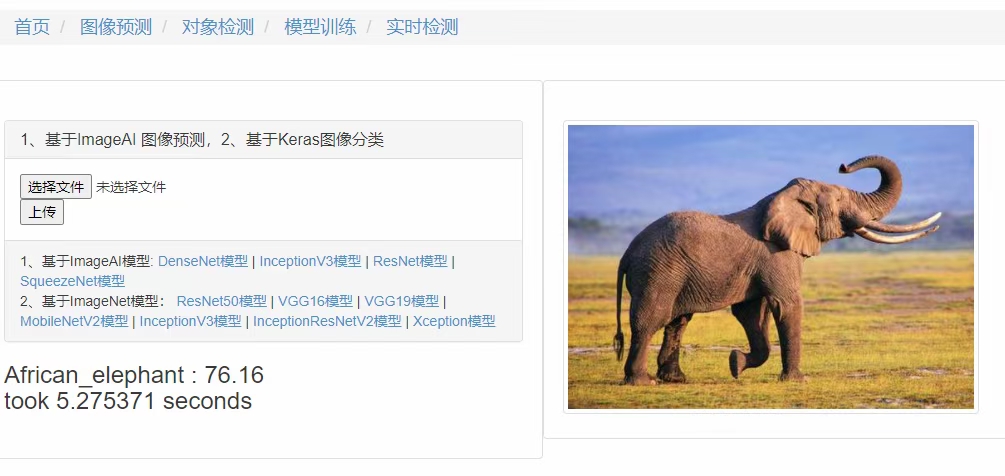 首页 / 图像预测 / 对象检测 / 模型训练 / 实时检测
1、基于ImageAI 图像预测，2、基于Keras图像分类
选择文件 未选择文件
上传
1、基于ImageAI模型: DenseNet模型 | InceptionV3模型 | ResNet模型 |
SqueezeNet模型
2、基于ImageNet模型： ResNet50模型 | VGG16模型 | VGG19模型 |
MobileNetV2模型 | InceptionV3模型 | InceptionResNetV2模型 | Xception模型
African_elephant : 76.16
took 5.275371 seconds